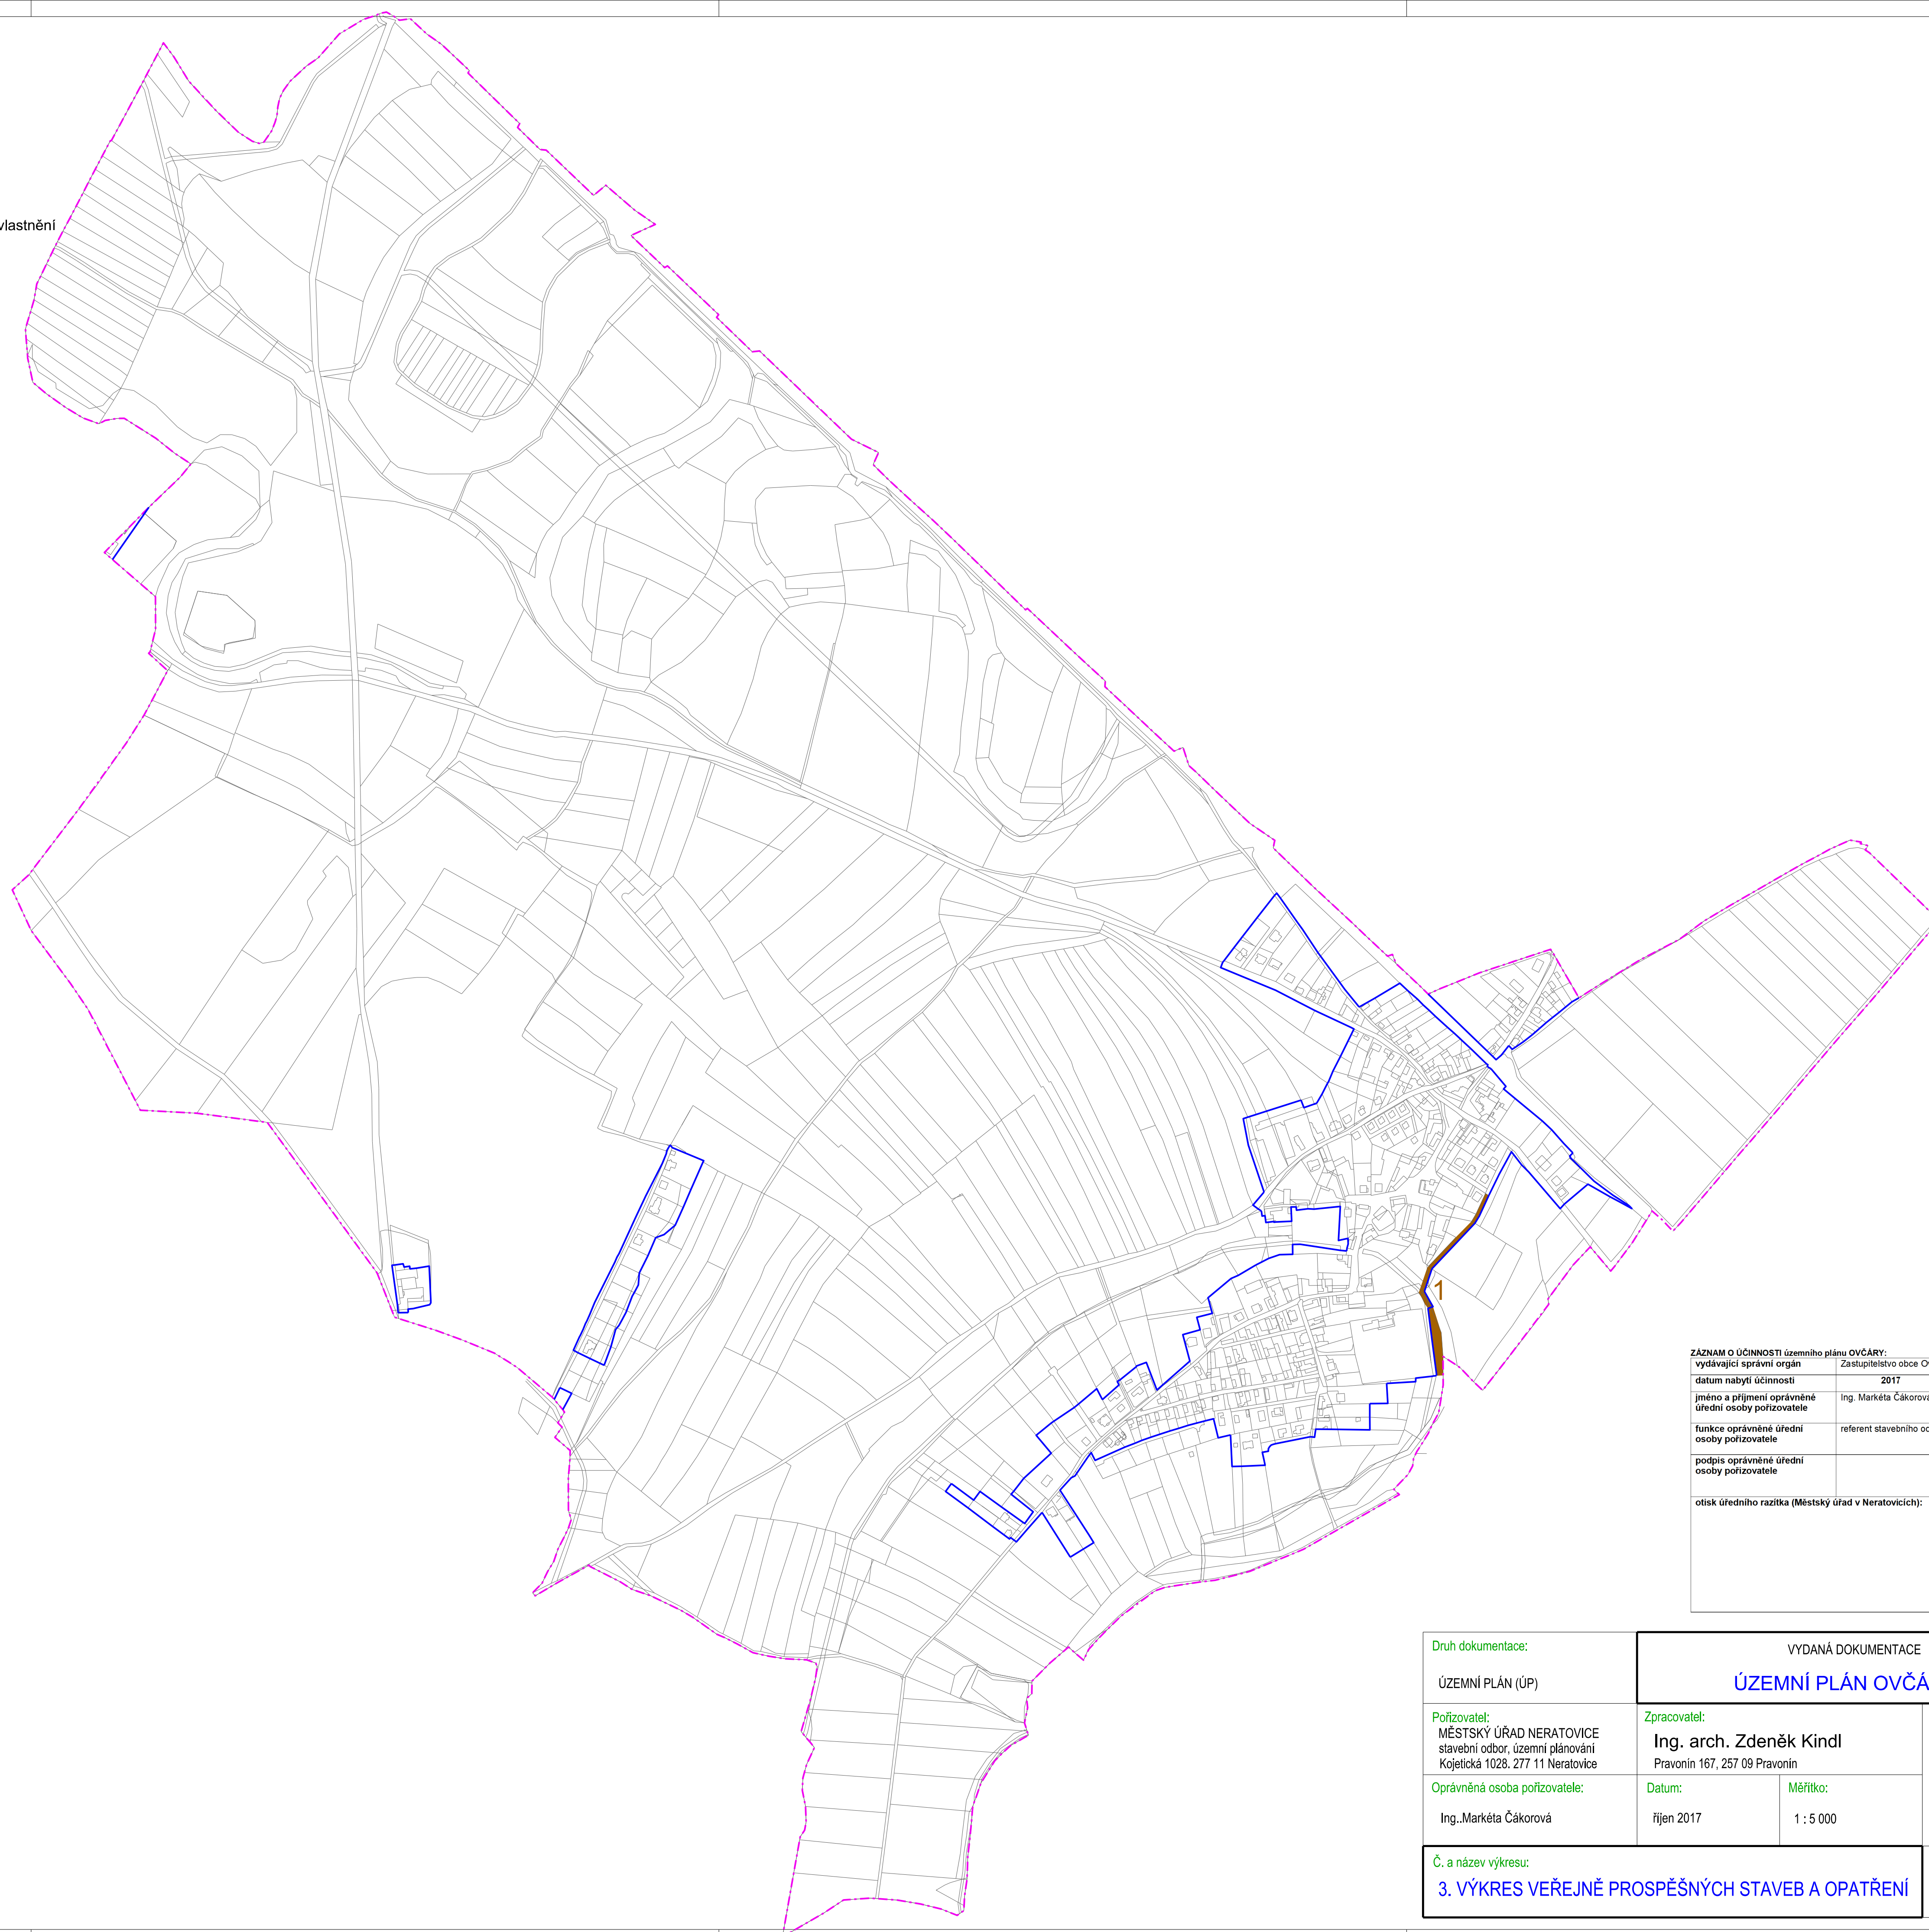 vlastnění
1
ZÁZNAM O ÚČINNOSTI územního plánu OVČÁRY:
vydávající správní orgán
Zastupitelstvo obce
datum nabytí účinnosti
2017
jméno a příjmení oprávněné
úřední osoby pořizovatele
Ing. Markéta Čákorová
funkce oprávněné úřední
osoby pořizovatele
referent stavebního
podpis oprávněné úřední
osoby pořizovatele
otisk úředního razítka (Městský úřad v Neratovicích):
Druh dokumentace:
ÚZEMNÍ PLÁN (ÚP)
VYDANÁ DOKUMENTACE
ÚZEMNÍ PLÁN OVČÁ
Pořizovatel:
MĚSTSKÝ ÚŘAD NERATOVICE
stavební odbor, územní plánování
Kojetická 1028. 277 11 Neratovice
Zpracovatel:
Ing. arch. Zdeněk Kindl
Pravonín 167, 257 09 Pravonín
Oprávněná osoba pořizovatele:
Ing..Markéta Čákorová
Datum:
říjen 2017
Měřítko:
1 : 5 000
Č. a název výkresu:
3. VÝKRES VEŘEJNĚ PROSPĚŠNÝCH STAVEB A OPATŘENÍ